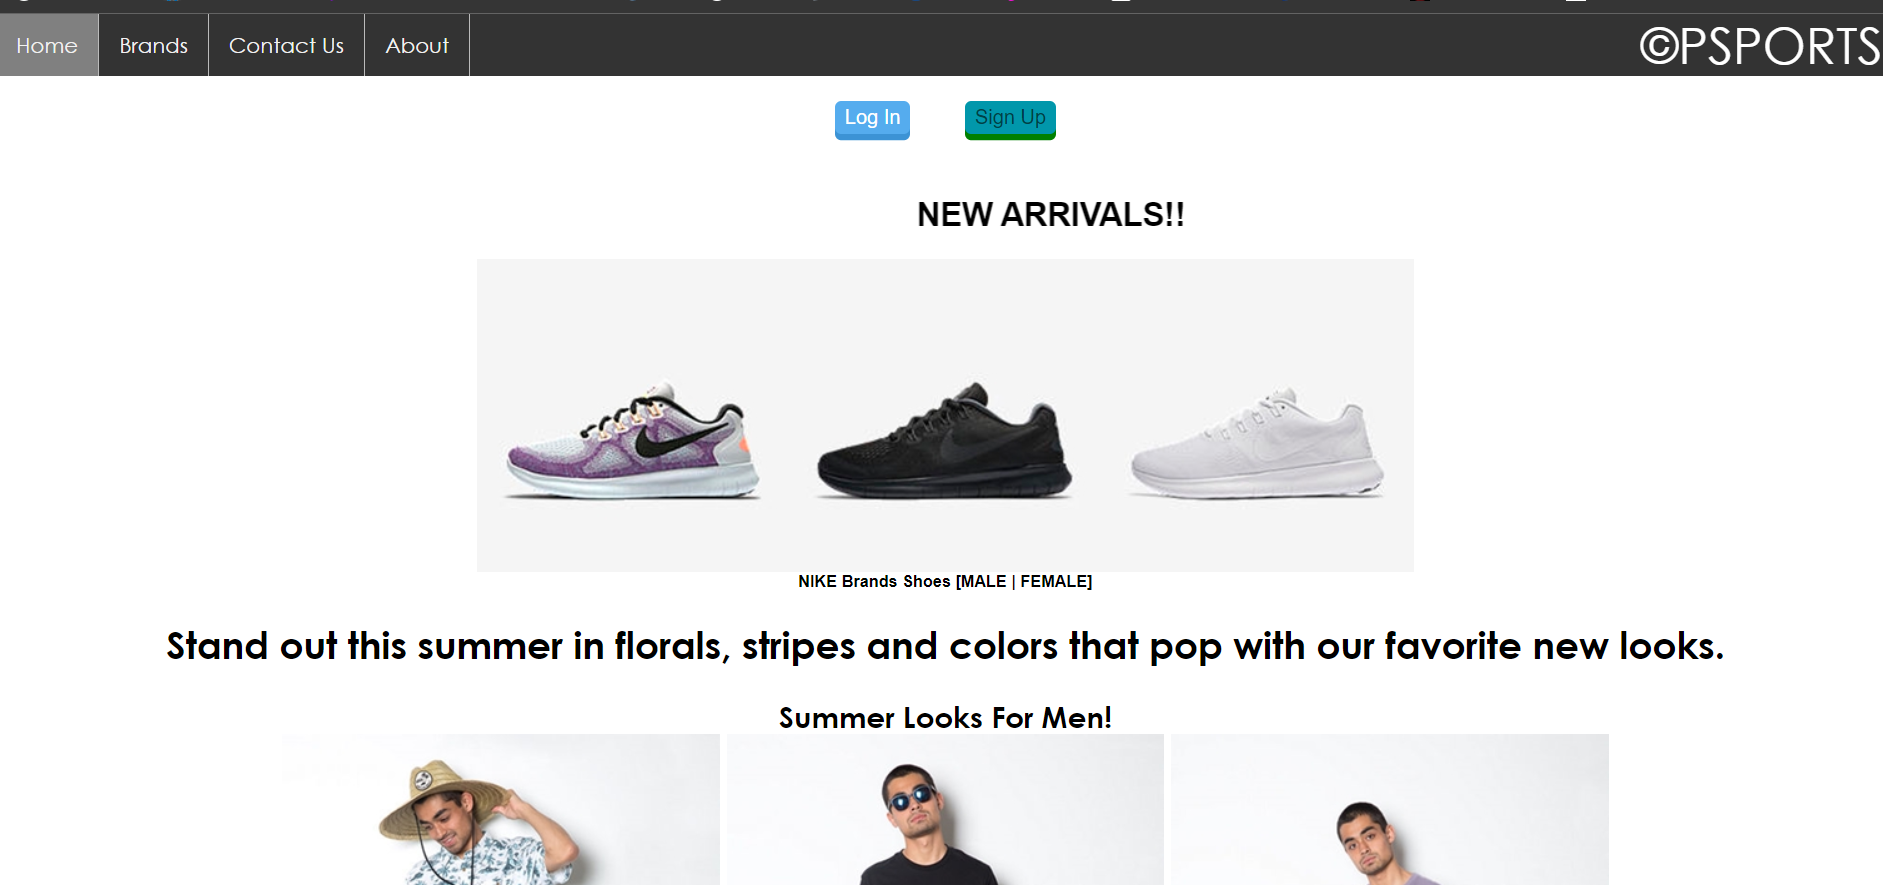 Home Brands Contact Us About ©PSPORTS
Log In Sign Up
NEW ARRIVALS!!
NIKE Brands Shoes [MALE | FEMALE]
Stand out this summer in florals, stripes and colors that pop with our favorite new looks.
Summer Looks For Men!